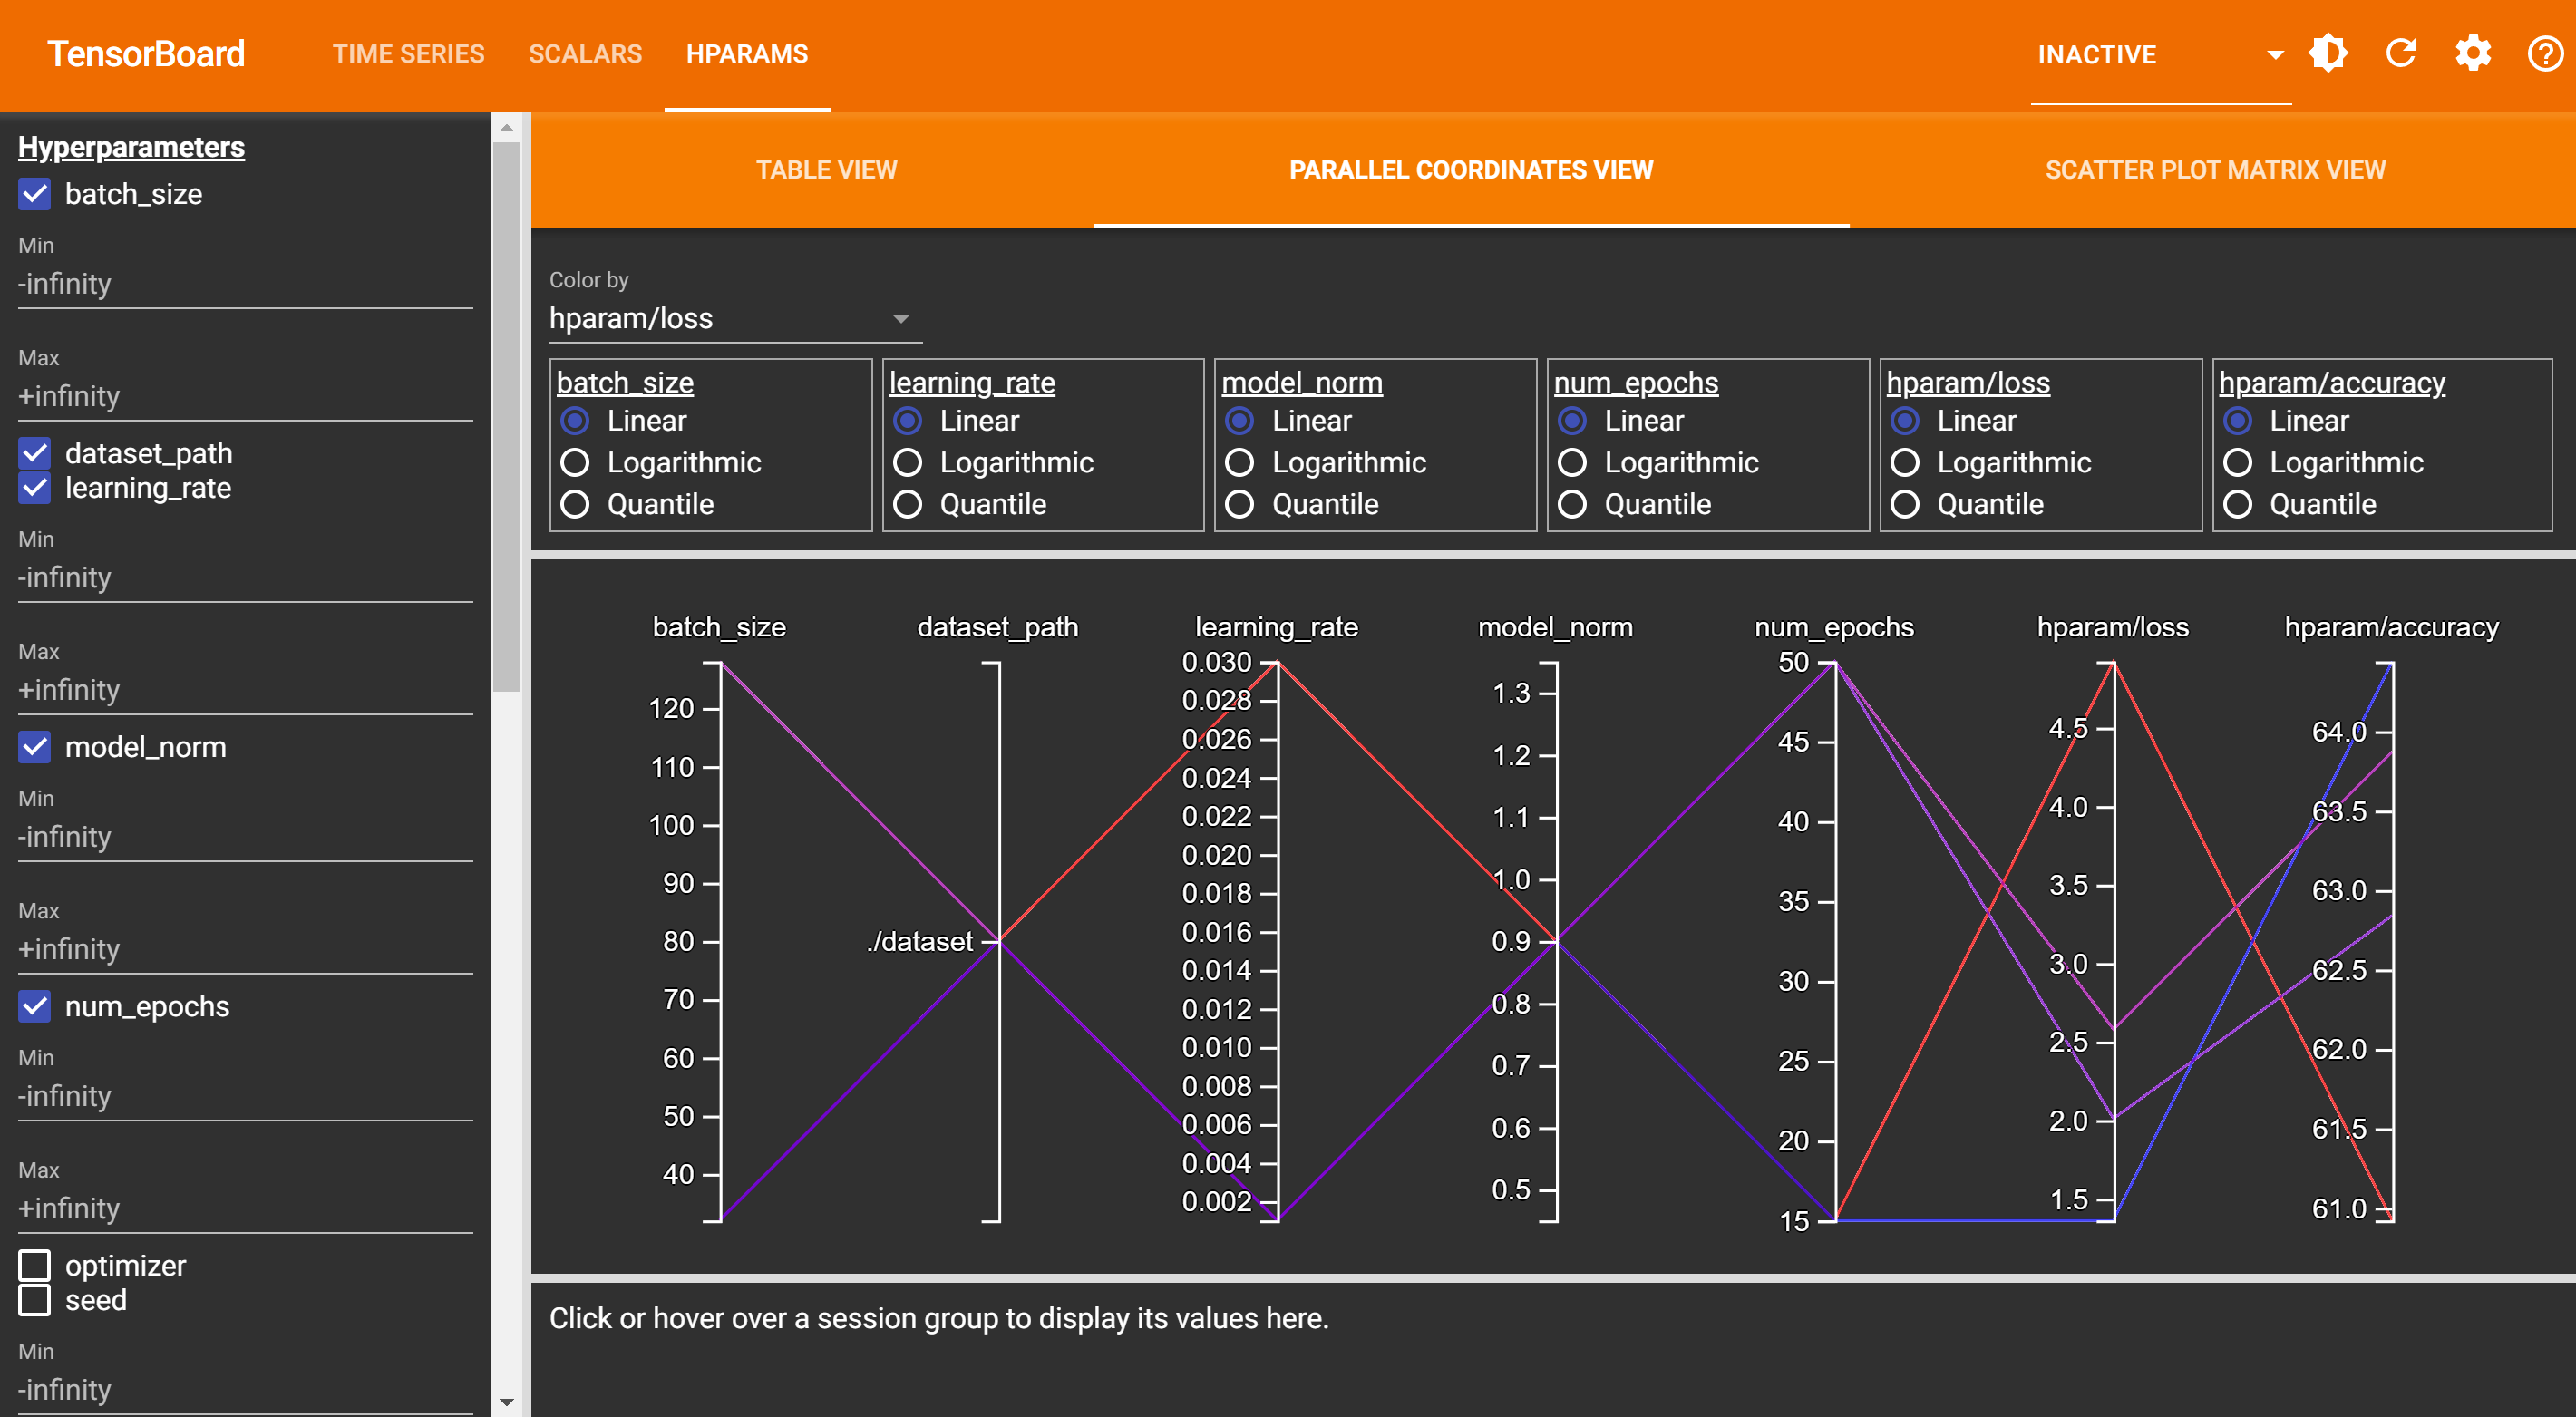 TensorBoard
TIME SERIES
SCALARS
HPARAMS
INACTIVE
Hyperparameters
batch_size
Min
-infinity
Max
+infinity
dataset_path
learning_rate
Min
-infinity
Max
+infinity
model_norm
Min
-infinity
Max
+infinity
num_epochs
Min
-infinity
Max
+infinity
optimizer
seed
Min
-infinity
TABLE VIEW
PARALLEL COORDINATES VIEW
SCATTER PLOT MATRIX VIEW
Color by
hparam/loss
batch_size
Linear
Logarithmic
Quantile
learning_rate
Linear
Logarithmic
Quantile
model_norm
Linear
Logarithmic
Quantile
num_epochs
Linear
Logarithmic
Quantile
hparam/loss
Linear
Logarithmic
Quantile
hparam/accuracy
Linear
Logarithmic
Quantile
batch_size
120
110
100
90
80
70
60
50
40
dataset_path
./dataset
learning_rate
0.030
0.028
0.026
0.024
0.022
0.020
0.018
0.016
0.014
0.012
0.010
0.008
0.006
0.004
0.002
model_norm
1.3
1.2
1.1
1.0
0.9
0.8
0.7
0.6
0.5
num_epochs
50
45
40
35
30
25
20
15
hparam/loss
4.5
4.0
3.5
3.0
2.5
2.0
1.5
hparam/accuracy
64.0
63.5
63.0
62.5
62.0
61.5
61.0
Click or hover over a session group to display its values here.